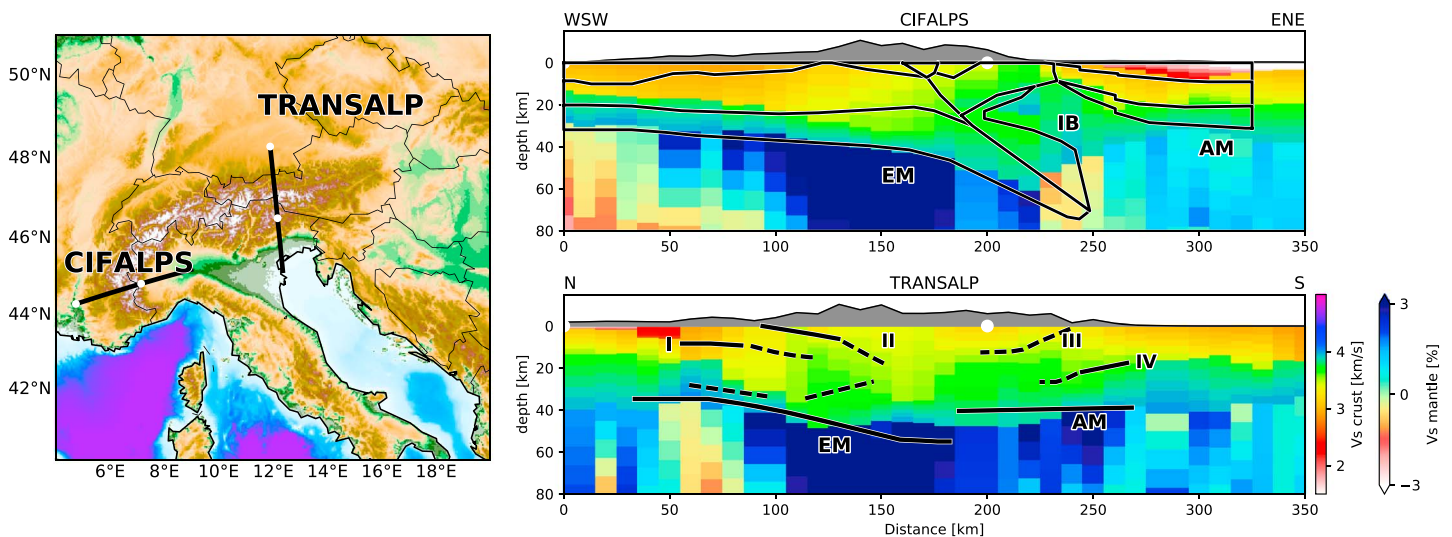 50°N
48°N
46°N
44°N
42°N
6°E 8°E 10°E 12°E 14°E 16°E 18°E
TRANSALP
CIFALPS
WSW CIFALPS ENE
depth [km]
0
20
40
60
80
0 50 100 150 200 250 300 350
EM
IB
AM
N TRANSALP S
depth [km]
0
20
40
60
80
I
II
III
IV
EM
AM
0 50 100 150 200 250 300 350
Distance [km]
4
3
2
Vs crust [km/s]
3
0
−3
Vs mantle [%]